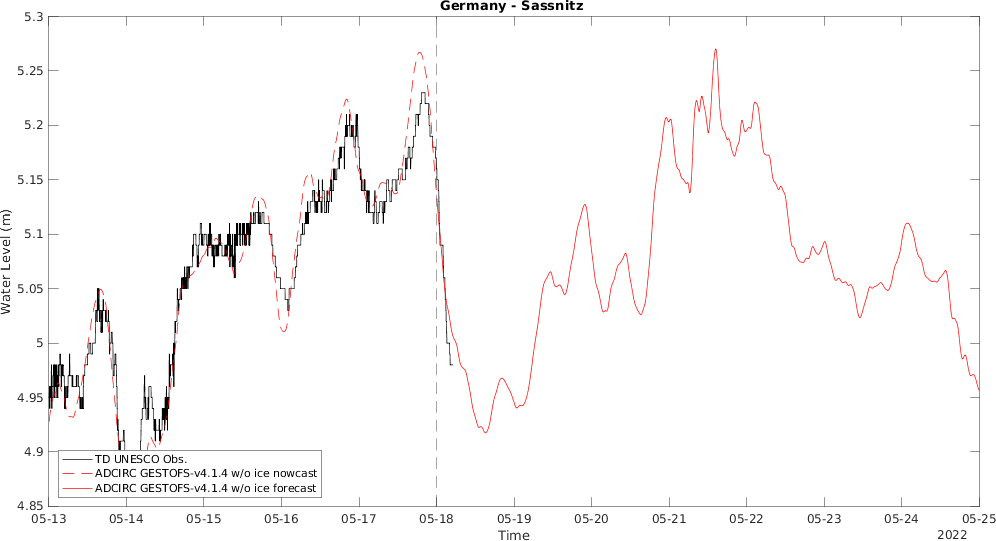 Germany - Sassnitz
Water Level (m)
5.3
5.25
5.2
5.15
5.1
5.05
5
4.95
4.9
4.85
TD UNESCO Obs.
ADCIRC GESTOFS-v4.1.4 w/o ice nowcast
ADCIRC GESTOFS-v4.1.4 w/o ice forecast
05-13 05-14 05-15 05-16 05-17 05-18 05-19 05-20 05-21 05-22 05-23 05-24 05-25
Time
2022